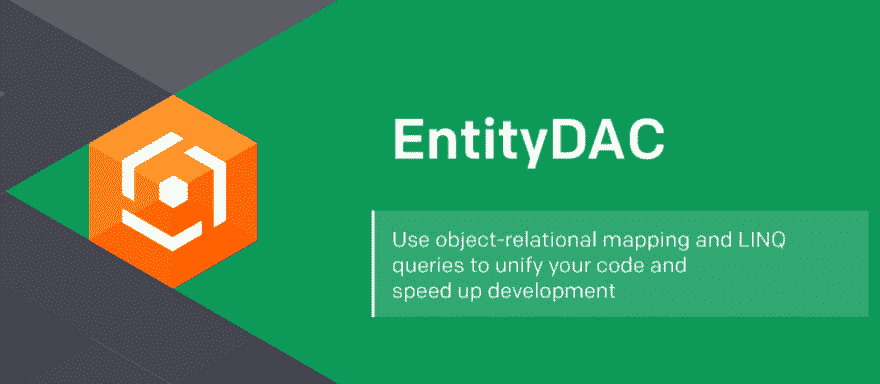 EntityDAC
Use object-relational mapping and LINQ
queries to unify your code and
speed up development